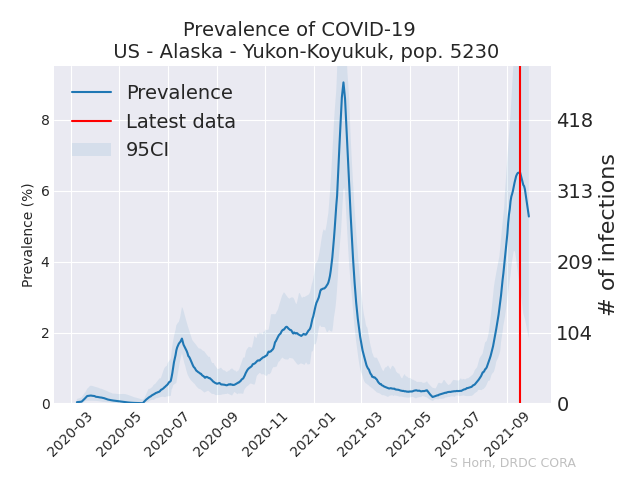 Prevalence of COVID-19
US - Alaska - Yukon-Koyukuk, pop. 5230
Prevalence
Latest data
95CI
Prevalence (%)
8
6
4
2
0
418
313
209
104
0
# of infections
2020-03
2020-05
2020-07
2020-09
2020-11
2021-01
2021-03
2021-05
2021-07
2021-09
S Horn, DRDC CORA